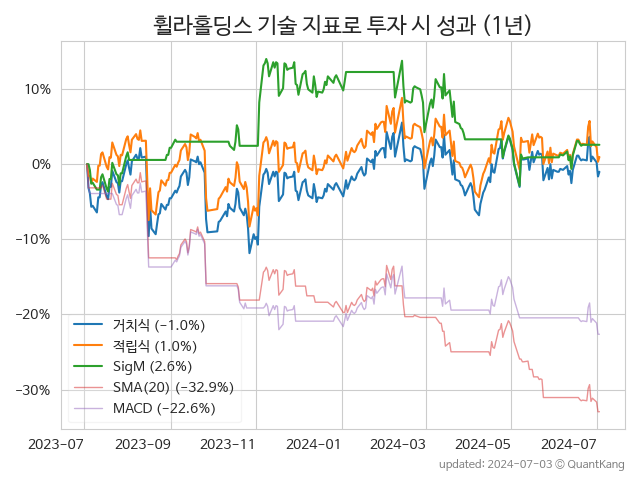 휠라홀딩스 기술 지표로 투자 시 성과 (1년)
10%
0%
−10%
−20%
−30%
거치식 (−1.0%)
적립식 (1.0%)
SigM (2.6%)
SMA(20) (−32.9%)
MACD (−22.6%)
2023−07
2023−09
2023−11
2024−01
2024−03
2024−05
2024−07
updated: 2024−07−03 © QuantKang